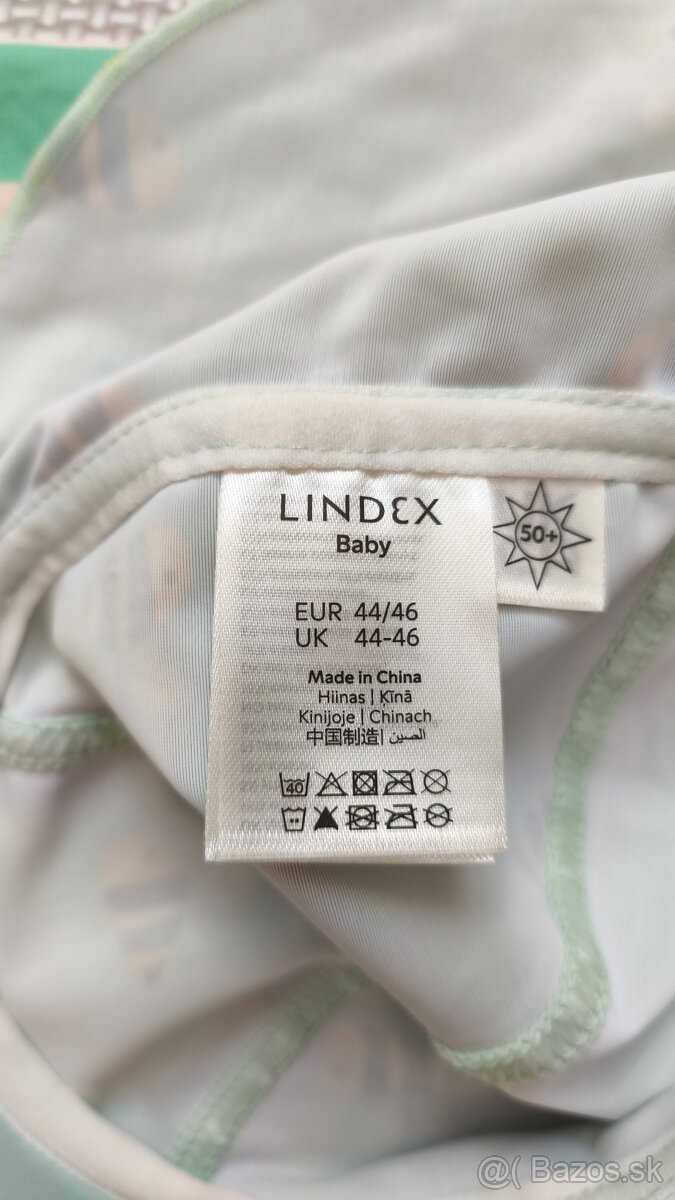 LINDEX
Baby
50+
EUR 44/46
UK 44-46
Made in China
Hiinas | Ķīnā
Kinijoje | Chinach
中国制造 | الصين
40
@( Bazos.sk